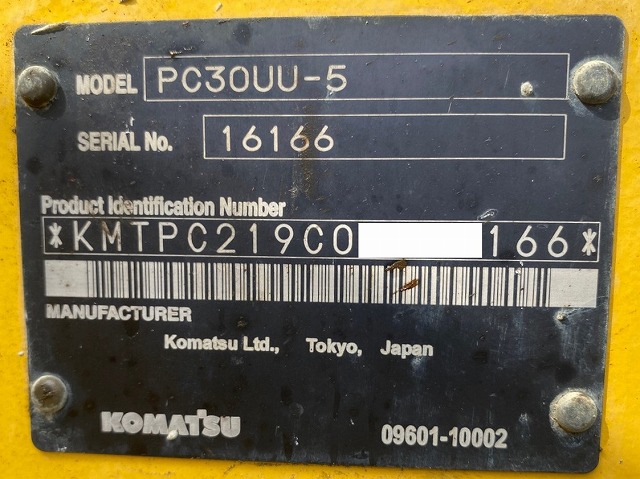 MODEL PC30UU-5
SERIAL No. 16166
Product Identification Number
*KMTPC219C0 166*
MANUFACTURER
Komatsu Ltd., Tokyo, Japan
KOMATSU 09601-10002